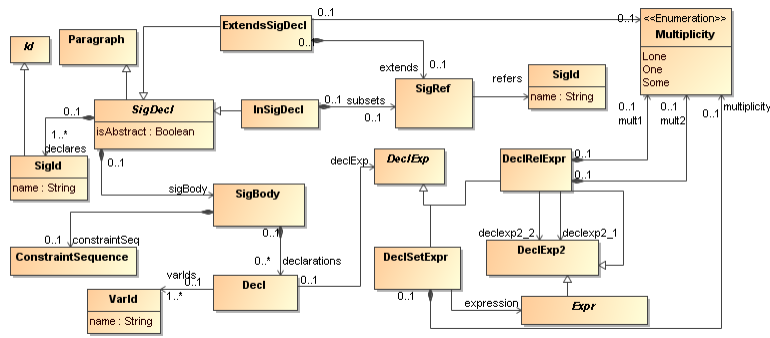 ExtendsSigDecl
0..1
0..1
<<Enumeration>>
Multiplicity
Lone
One
Some
Id
Paragraph
0..
extends
0..1
SigRef
refers
SigId
name : String
SigDecl
isAbstract : Boolean
InSigDecl
0..1
subsets
0..1
0..1
1..*
declares
SigId
name : String
0..1
sigBody
SigBody
declExp
DeclExp
DeclRelExpr
0..1
0..1
0..1
mult1
0..1
mult2
multiplicity
0..1
0..1
constraintSeq
ConstraintSequence
0..1
0..*
declarations
Decl
0..1
varIds
0..1
1..*
VarId
name : String
DeclSetExpr
0..1
expression
declexp2_2
declexp2_1
DeclExp2
Expr